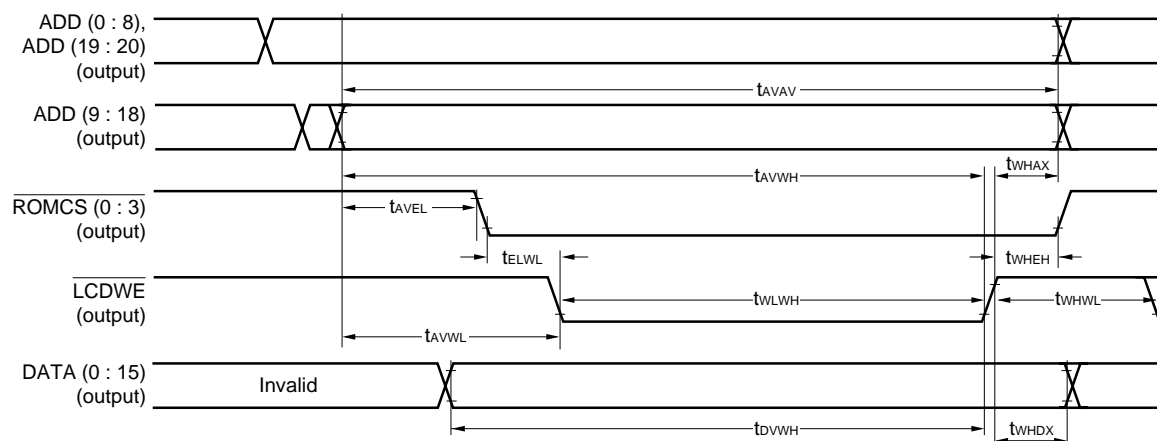 ADD (0 : 8),
ADD (19 : 20)
(output)
tAVAV
ADD (9 : 18)
(output)
tAVWH
tWHAX
ROMCS (0 : 3)
(output)
tAVEL
tELWL
tWHEH
LCDWE
(output)
tWLWH
tWHWL
tAVWL
DATA (0 : 15)
(output)
Invalid
tDVWH
tWHDX